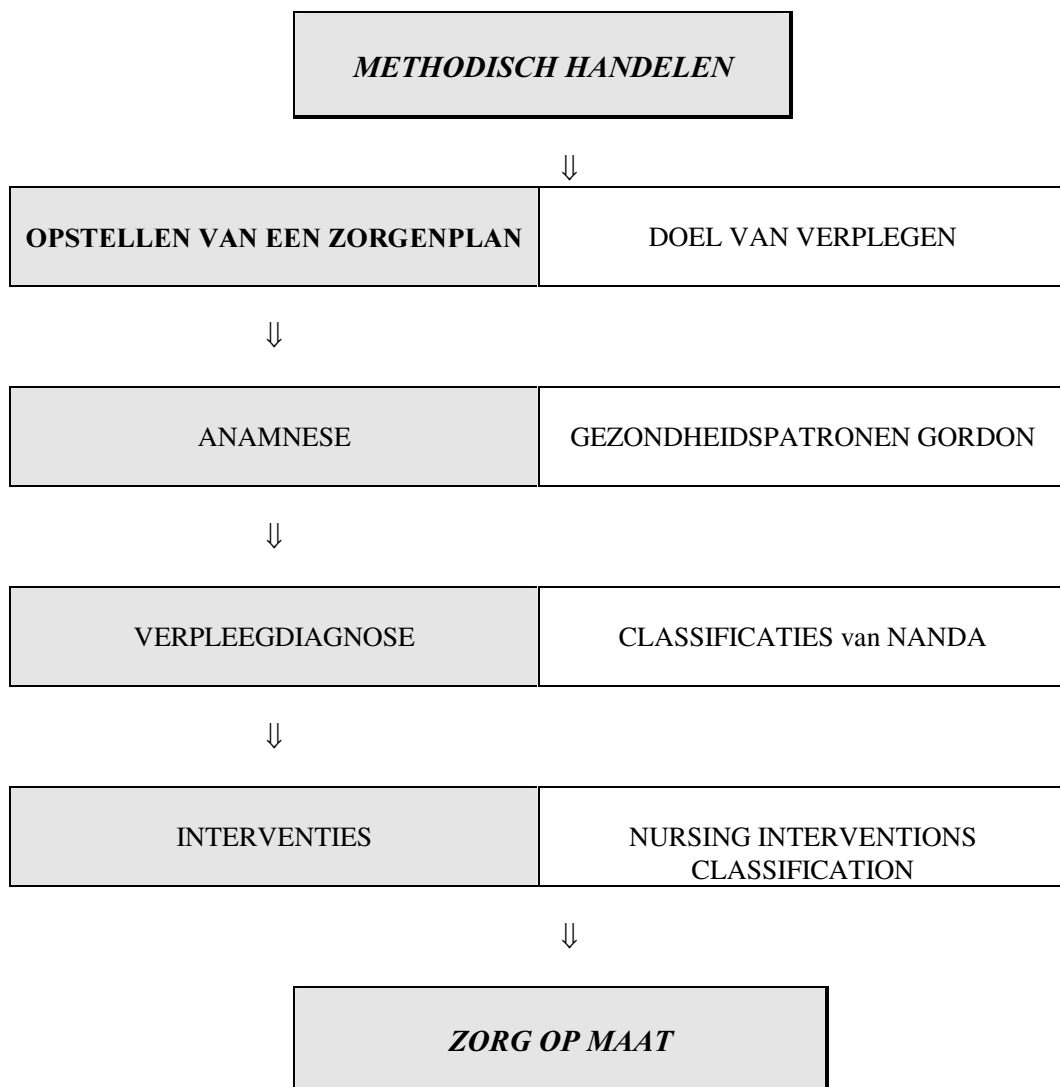 METHODISCH HANDELEN
⇓
OPSTELLEN VAN EEN ZORGENPLAN
DOEL VAN VERPLEGEN
⇓
ANAMNESE
GEZONDHEIDSPATRONEN GORDON
⇓
VERPLEEGDIAGNOSE
CLASSIFICATIES van NANDA
⇓
INTERVENTIES
NURSING INTERVENTIONS
CLASSIFICATION
⇓
ZORG OP MAAT